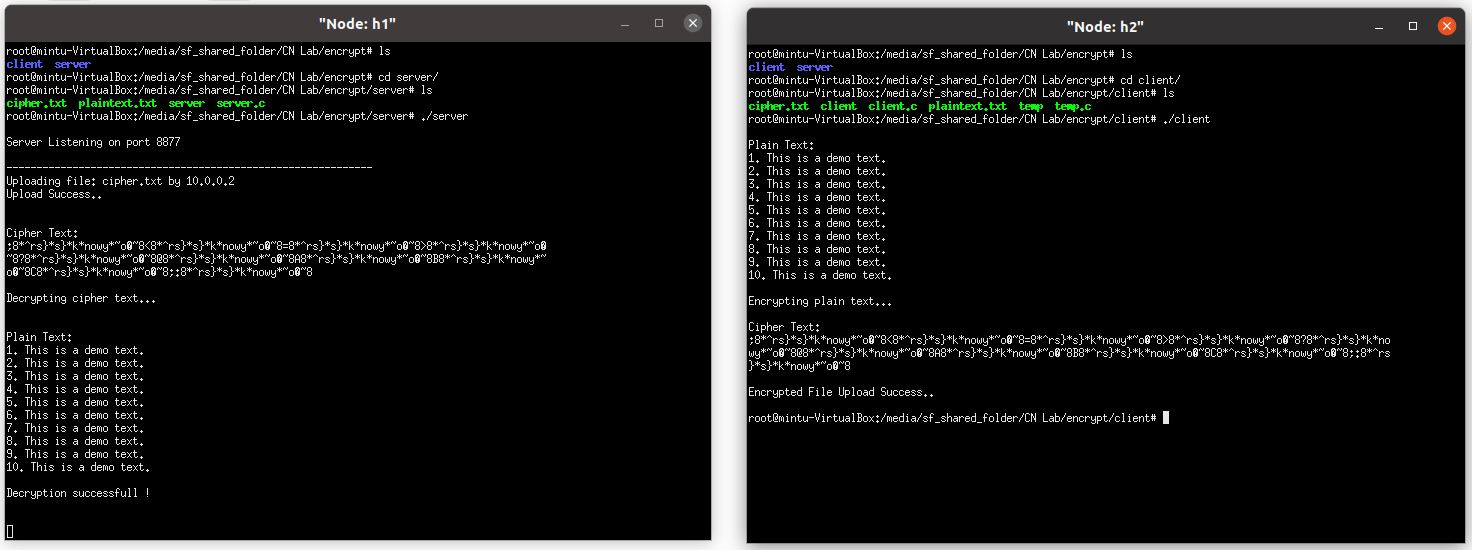 "Node: h1"
root@mintu-VirtualBox:/media/sf_shared_folder/CN Lab/encrypt# ls
client server
root@mintu-VirtualBox:/media/sf_shared_folder/CN Lab/encrypt# cd server/
root@mintu-VirtualBox:/media/sf_shared_folder/CN Lab/encrypt/server# ls
cipher.txt plaintext.txt server server.c
root@mintu-VirtualBox:/media/sf_shared_folder/CN Lab/encrypt/server# ./server
Server Listening on port 8877
--------------------------------------------------------------
Uploading file: cipher.txt by 10.0.0.2
Upload Success..
Cipher Text:
;8*^rs}*s}*k*nowy*~o@~8<8*^rs}*s}*k*nowy*~o@~8=8*^rs}*s}*k*nowy*~o@~8>8*^rs}*s}*k*nowy*~o@
~8?8*^rs}*s}*k*nowy*~o@~8@8*^rs}*s}*k*nowy*~o@~8A8*^rs}*s}*k*nowy*~o@~8B8*^rs}*s}*k*nowy*~
o@~8C8*^rs}*s}*k*nowy*~o@~8;:8*^rs}*s}*k*nowy*~o@~8
Decrypting cipher text...
Plain Text:
1. This is a demo text.
2. This is a demo text.
3. This is a demo text.
4. This is a demo text.
5. This is a demo text.
6. This is a demo text.
7. This is a demo text.
8. This is a demo text.
9. This is a demo text.
10. This is a demo text.
Decryption successfull !
"Node: h2"
root@mintu-VirtualBox:/media/sf_shared_folder/CN Lab/encrypt# ls
client server
root@mintu-VirtualBox:/media/sf_shared_folder/CN Lab/encrypt# cd client/
root@mintu-VirtualBox:/media/sf_shared_folder/CN Lab/encrypt/client# ls
cipher.txt client client.c plaintext.txt temp temp.c
root@mintu-VirtualBox:/media/sf_shared_folder/CN Lab/encrypt/client# ./client
Plain Text:
1. This is a demo text.
2. This is a demo text.
3. This is a demo text.
4. This is a demo text.
5. This is a demo text.
6. This is a demo text.
7. This is a demo text.
8. This is a demo text.
9. This is a demo text.
10. This is a demo text.
Encrypting plain text...
Cipher Text:
;8*^rs}*s}*k*nowy*~o@~8<8*^rs}*s}*k*nowy*~o@~8=8*^rs}*s}*k*nowy*~o@~8>8*^rs}*s}*k*nowy*~o@~8?8*^rs}*s}*k*no
wy*~o@~8@8*^rs}*s}*k*nowy*~o@~8A8*^rs}*s}*k*nowy*~o@~8B8*^rs}*s}*k*nowy*~o@~8C8*^rs}*s}*k*nowy*~o@~8;:8*^rs
}*s}*k*nowy*~o@~8
Encrypted File Upload Success..
root@mintu-VirtualBox:/media/sf_shared_folder/CN Lab/encrypt/client#